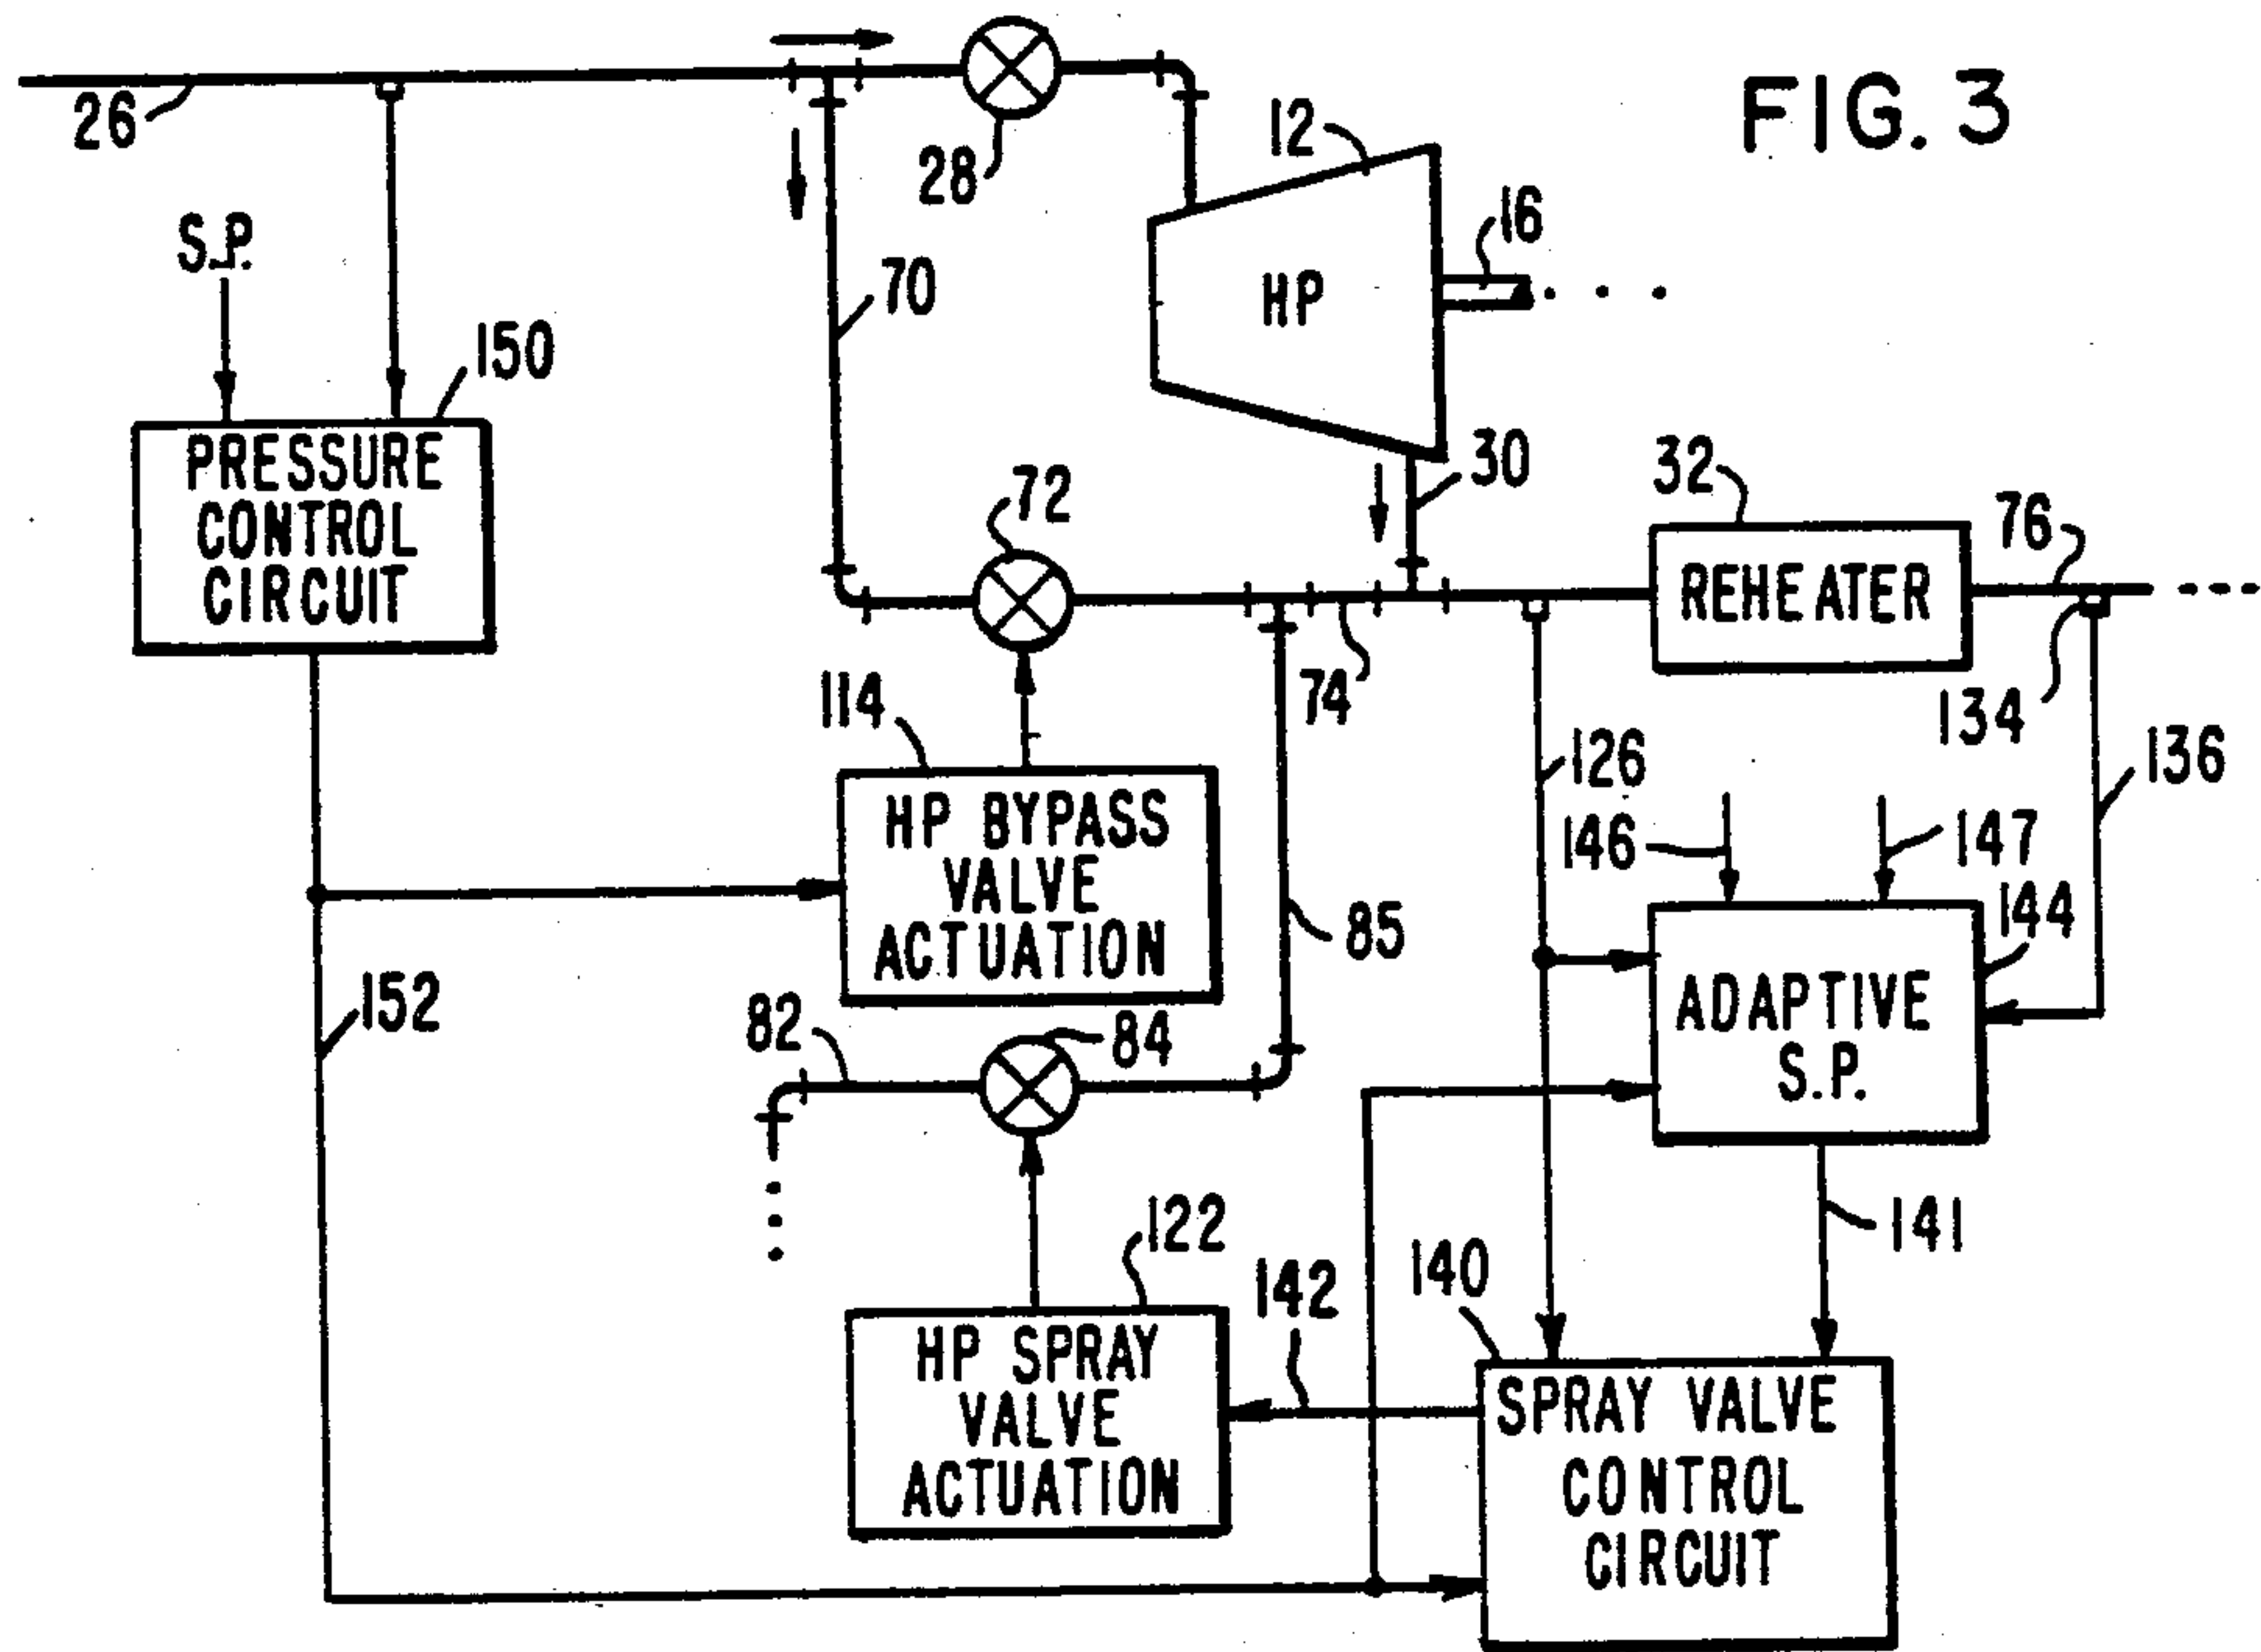 FIG. 3
26
28
12
16
S.P.
70
HP
150
PRESSURE
CONTROL
CIRCUIT
72
30
32
76
REHEATER
74
134
114
126
136
HP BYPASS
VALVE
ACTUATION
146
147
144
85
152
82
84
ADAPTIVE
S.P.
122
142
140
141
HP SPRAY
VALVE
ACTUATION
SPRAY VALVE
CONTROL
CIRCUIT